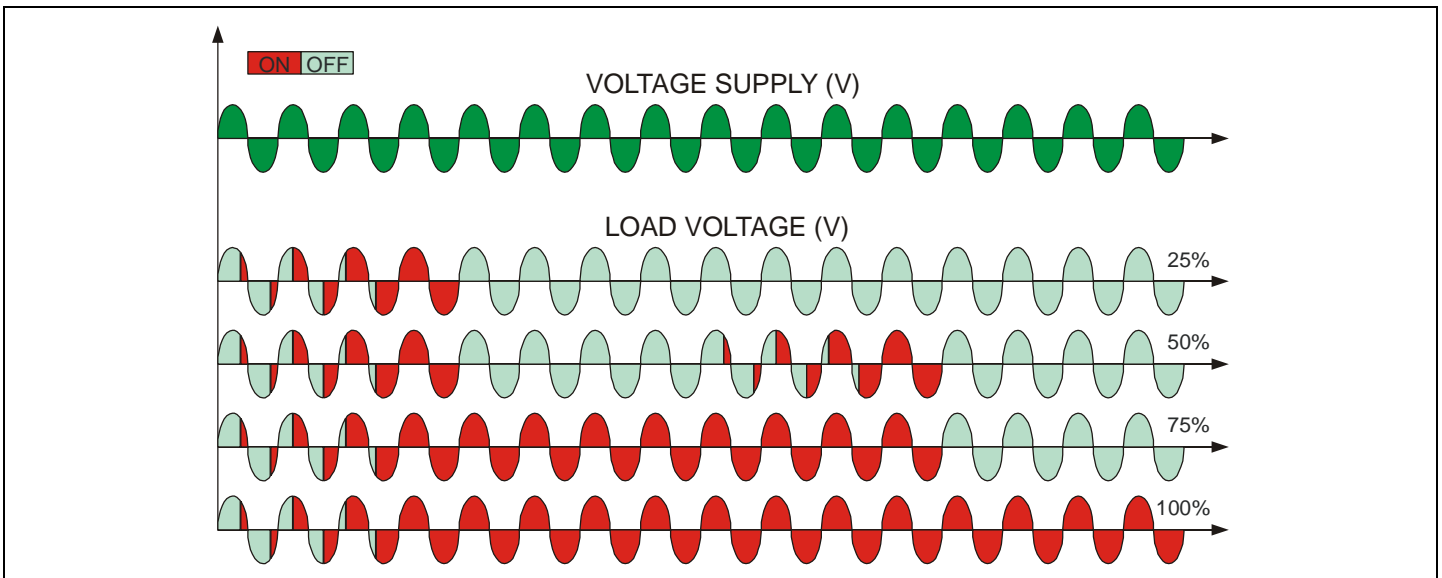 ON OFF
VOLTAGE SUPPLY (V)
LOAD VOLTAGE (V)
25%
50%
75%
100%